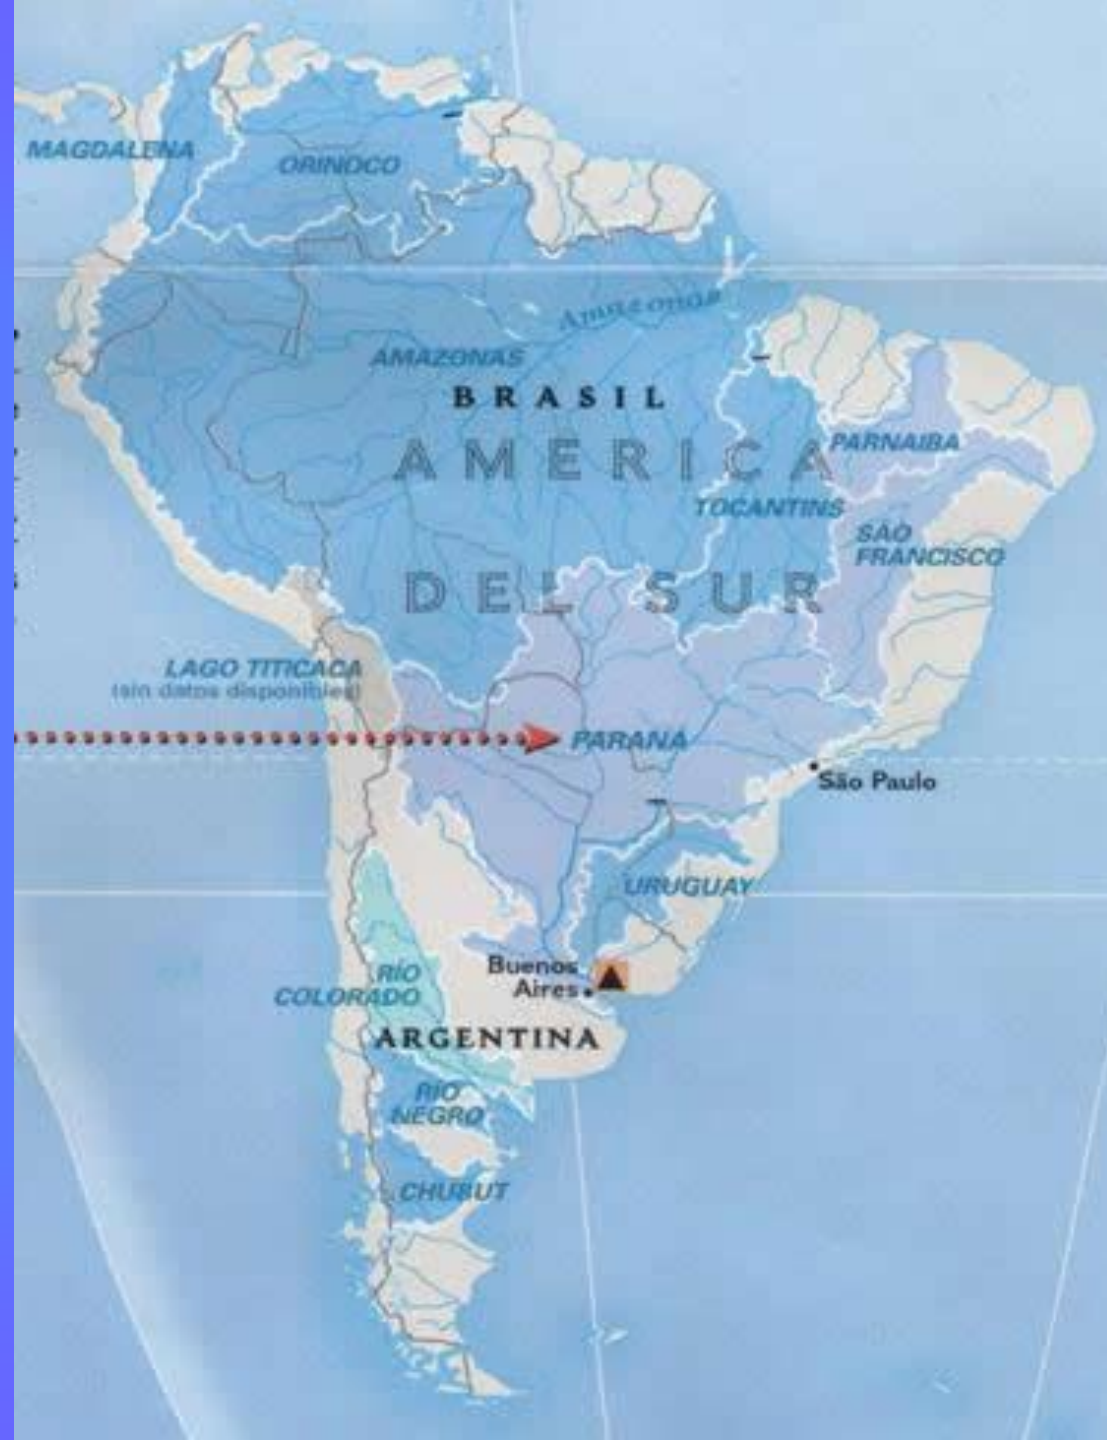 MAGDALENA
ORINOCO
Amazonas
AMAZONAS
BRASIL
AMERICA
PARNAIBA
TOCANTINS
SÃO
FRANCISCO
DEL SUR
LAGO TITICACA
(sin datos disponibles)
PARANÁ
São Paulo
URUGUAY
Buenos
Aires
RÍO
COLORADO
ARGENTINA
RÍO
NEGRO
CHUBUT